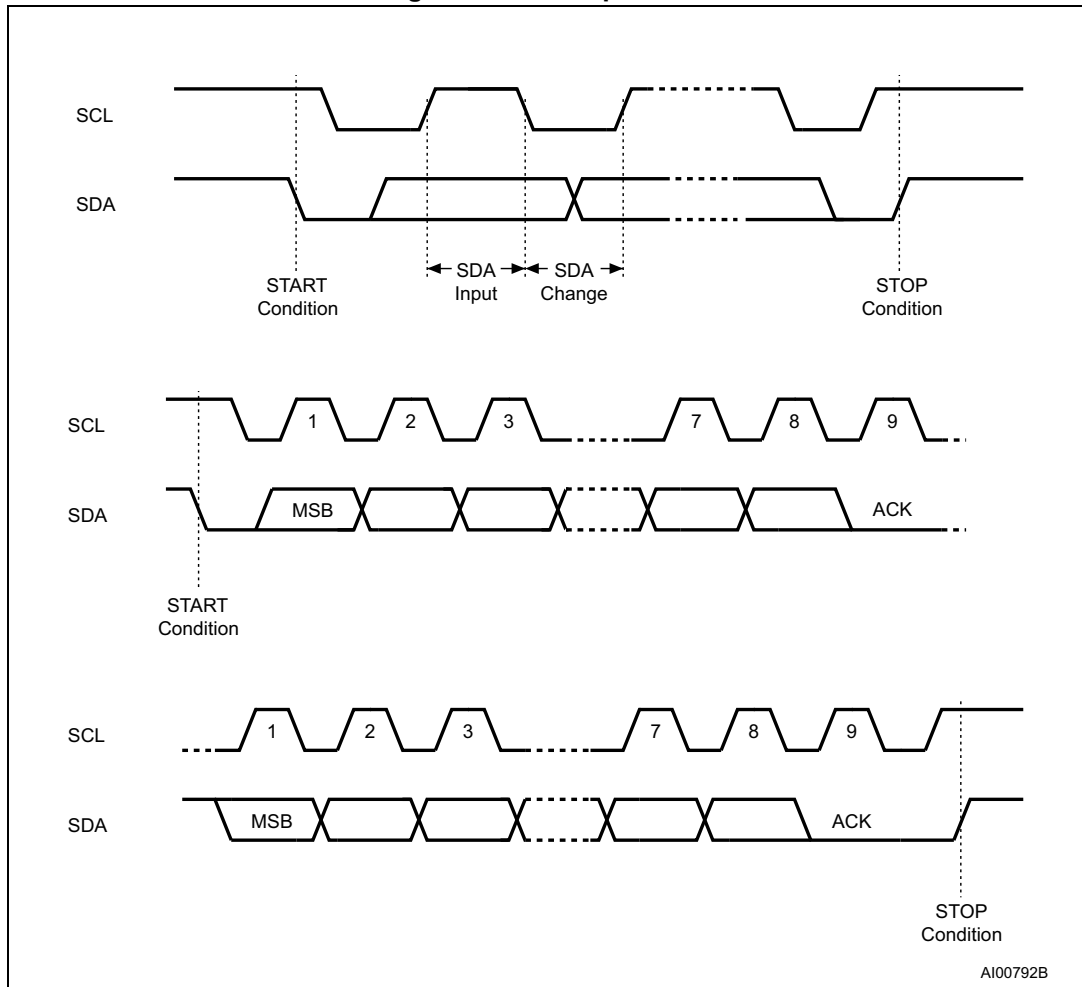 SCL
SDA
SDA Input
SDA Change
START Condition
STOP Condition
SCL
1 2 3 7 8 9
SDA
MSB ACK
START Condition
SCL
1 2 3 7 8 9
SDA
MSB ACK
STOP Condition
AI00792B